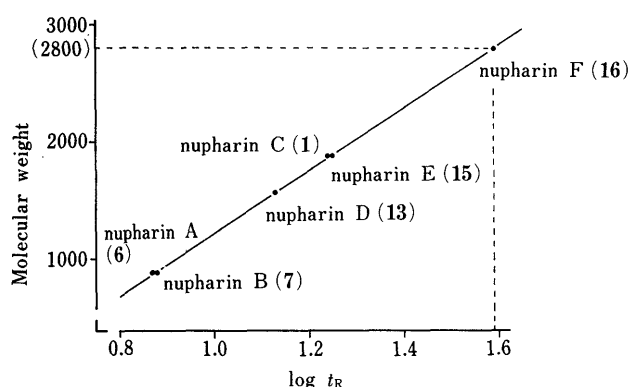 3000
(2800)
nupharin F (16)
2000
nupharin C (1)
nupharin E (15)
nupharin D (13)
nupharin A
(6)
1000
nupharin B (7)
0.8 1.0 1.2 1.4 1.6
log tR
Molecular weight